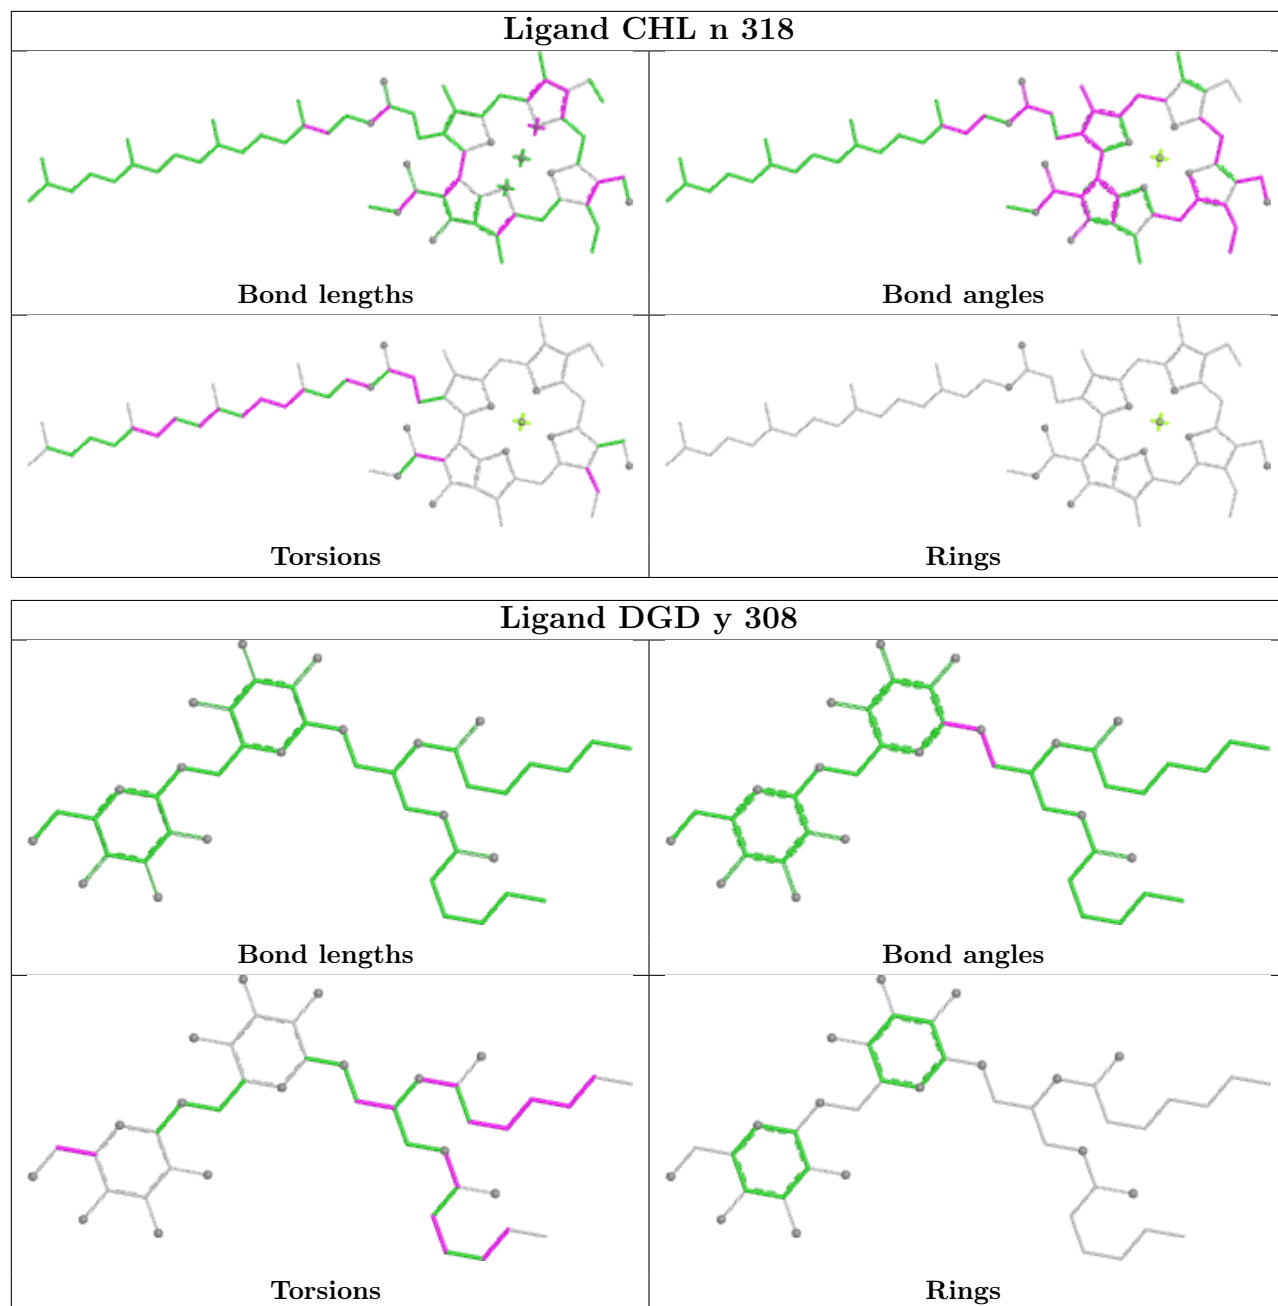 Ligand CHL n 318
Bond lengths
Bond angles
Torsions
Rings
Ligand DGD y 308
Bond lengths
Bond angles
Torsions
Rings